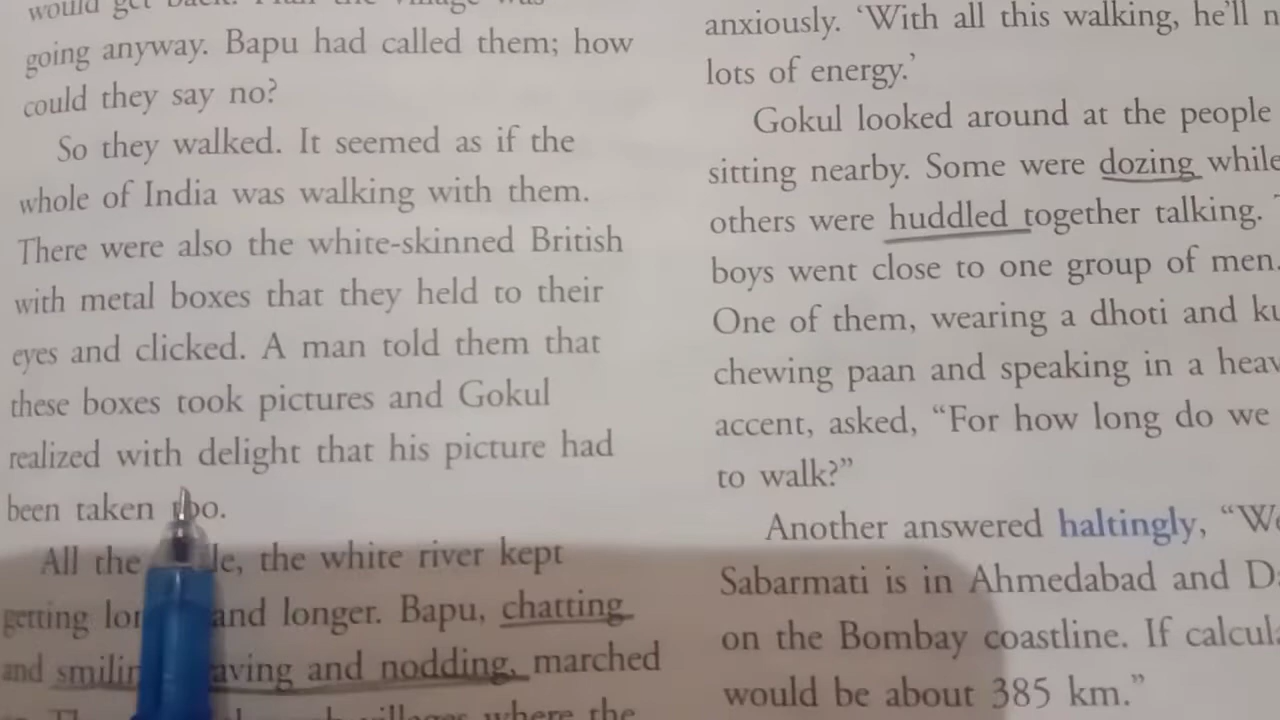 would get back.
going anyway. Bapu had called them; how
could they say no?
So they walked. It seemed as if the
whole of India was walking with them.
There were also the white-skinned British
with metal boxes that they held to their
eyes and clicked. A man told them that
these boxes took pictures and Gokul
realized with delight that his picture had
been taken too.
All the the white river kept
getting and longer. Bapu, chatting
and and nodding, marched
villages where the
anxiously. ‘With all this walking, he’ll
lots of energy.’
Gokul looked around at the people
sitting nearby. Some were dozing while
others were huddled together talking.
boys went close to one group of men.
One of them, wearing a dhoti and
chewing paan and speaking in a
accent, asked, “For how long do we
to walk?”
Another answered haltingly,
Sabarmati is in Ahmedabad and
on the Bombay coastline. If
would be about 385 km.”